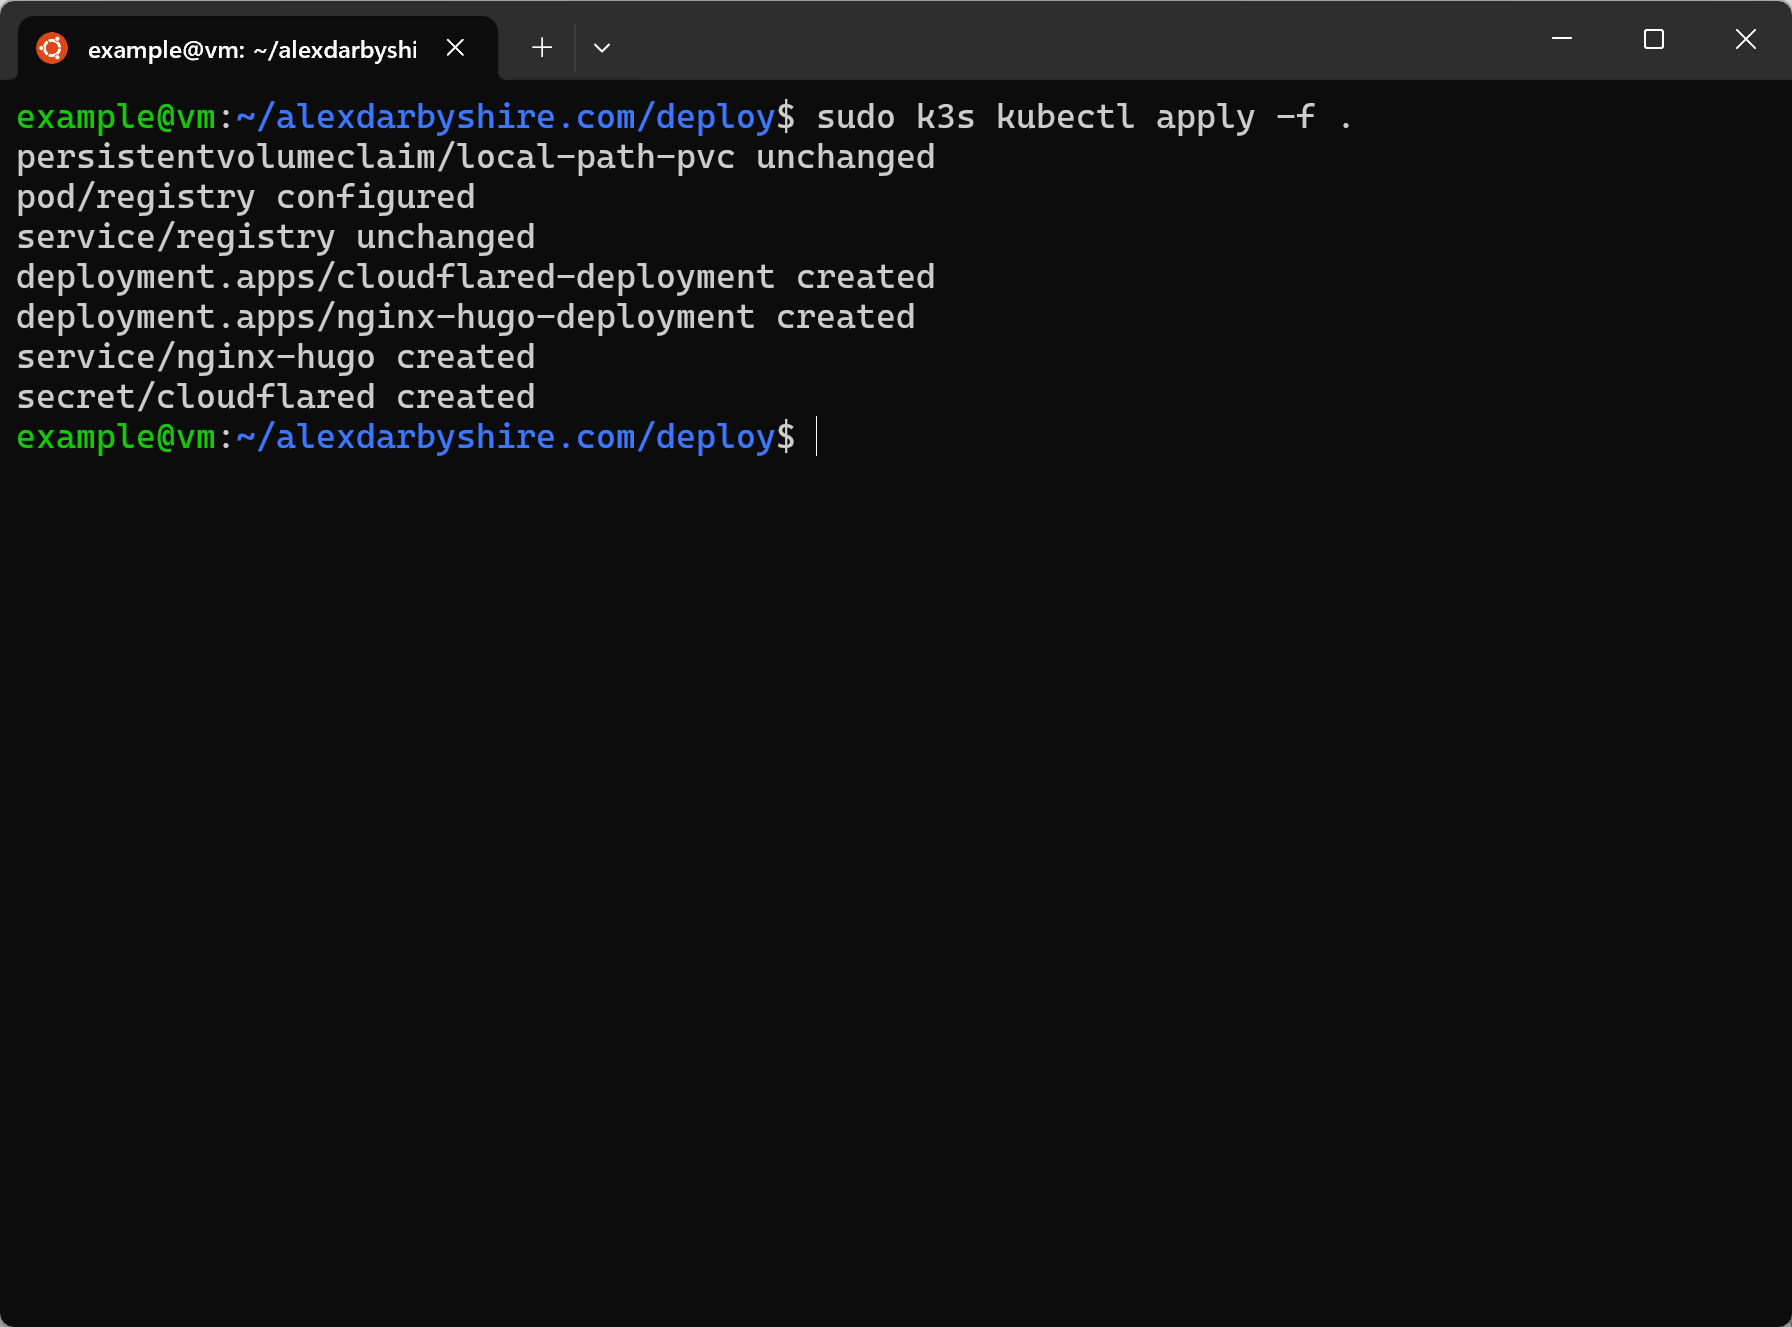 example@vm: ~/alexdarbyshi
example@vm:~/alexdarbyshire.com/deploy$ sudo k3s kubectl apply -f .
persistentvolumeclaim/local-path-pvc unchanged
pod/registry configured
service/registry unchanged
deployment.apps/cloudflared-deployment created
deployment.apps/nginx-hugo-deployment created
service/nginx-hugo created
secret/cloudflared created
example@vm:~/alexdarbyshire.com/deploy$